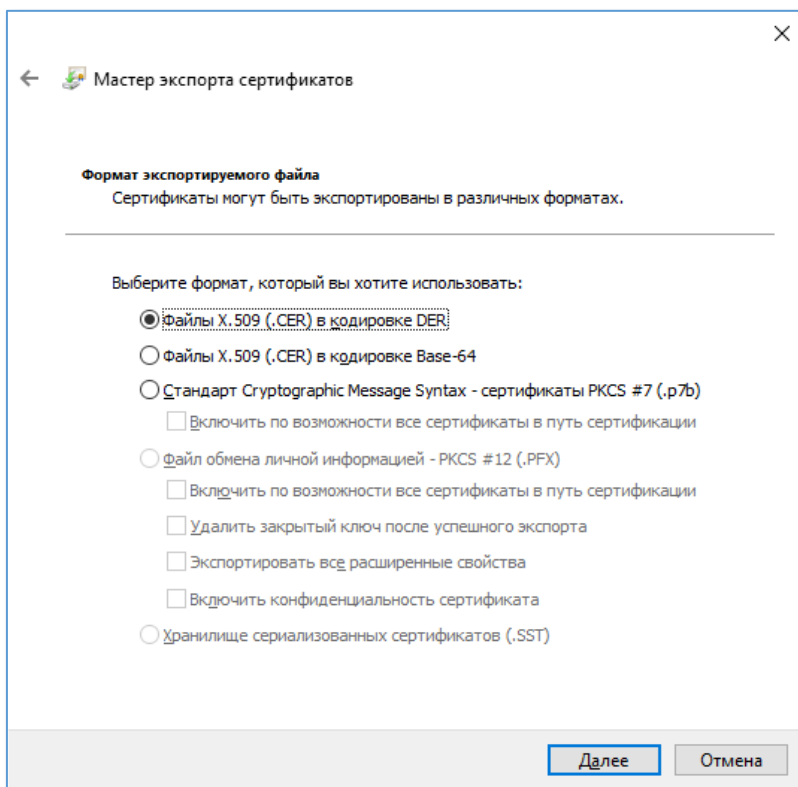 Мастер экспорта сертификатов
Формат экспортируемого файла
Сертификаты могут быть экспортированы в различных форматах.
Выберите формат, который вы хотите использовать:
Файлы X.509 (.CER) в кодировке DER
Файлы X.509 (.CER) в кодировке Base-64
Стандарт Cryptographic Message Syntax - сертификаты PKCS #7 (.p7b)
Включить по возможности все сертификаты в путь сертификации
Файл обмена личной информацией - PKCS #12 (.PFX)
Включить по возможности все сертификаты в путь сертификации
Удалить закрытый ключ после успешного экспорта
Экспортировать все расширенные свойства
Включить конфиденциальность сертификата
Хранилище сериализованных сертификатов (.SST)
Далее
Отмена